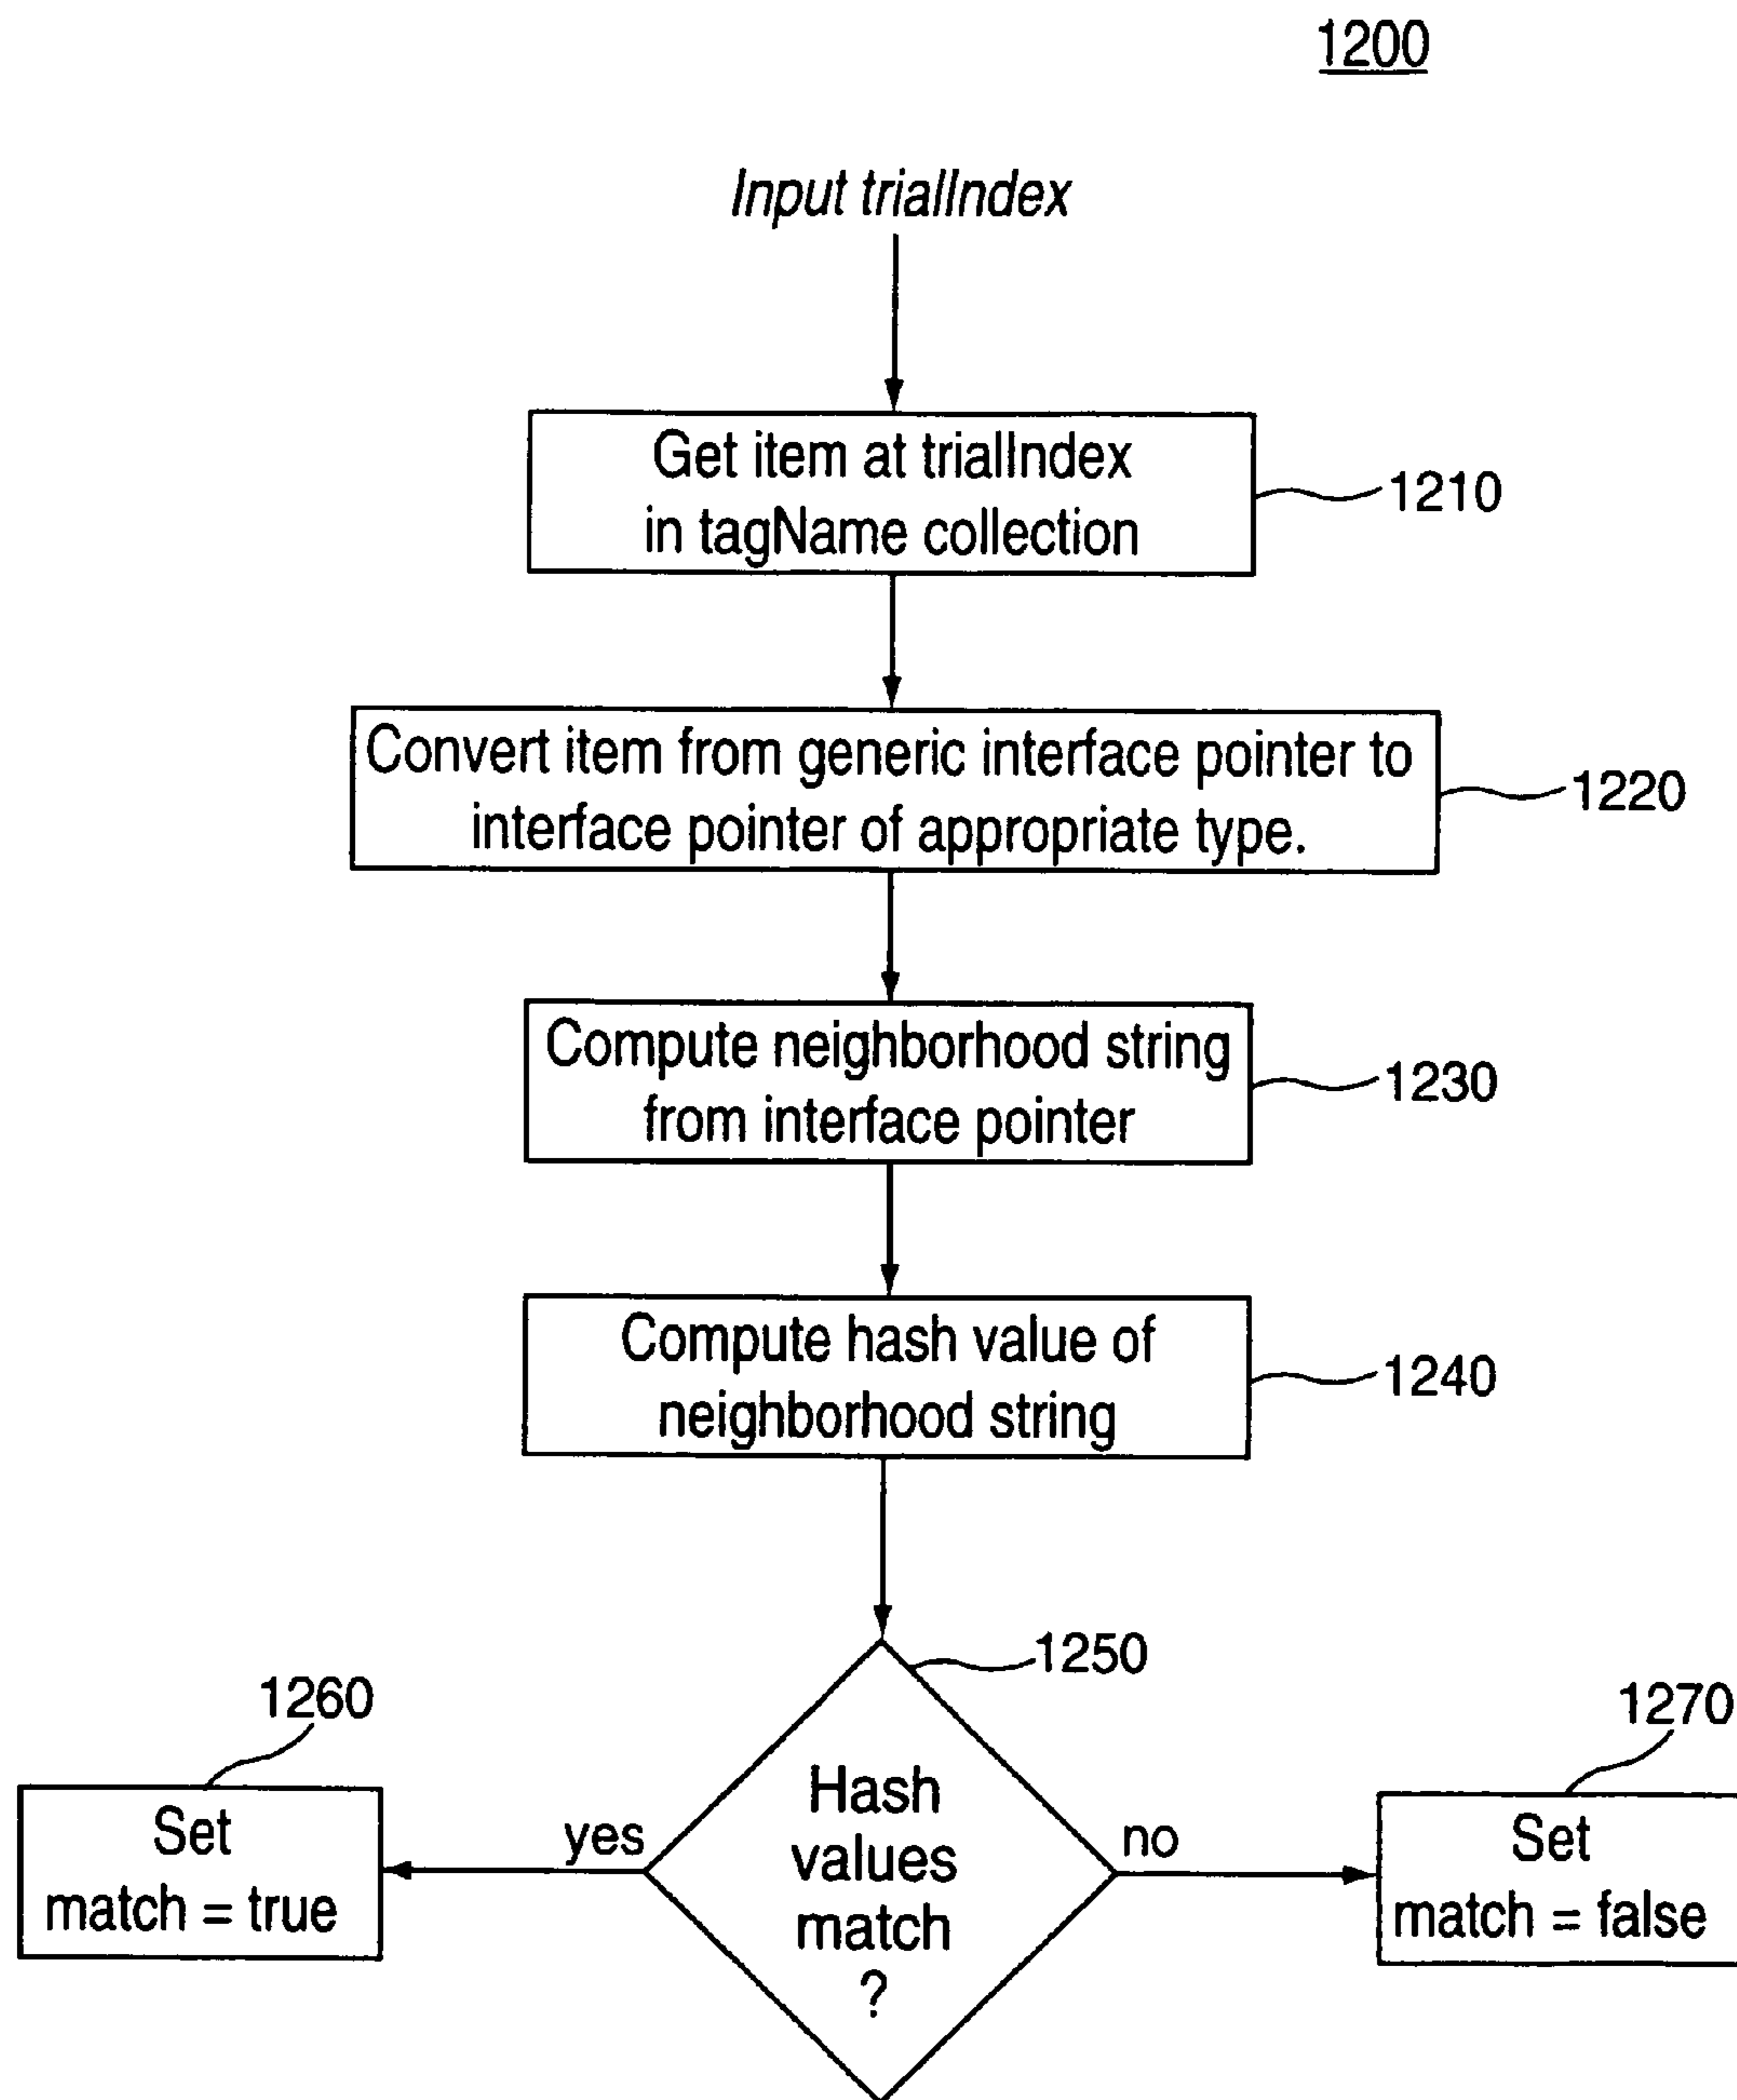 1200
Input trialIndex
Get item at trialIndex
in tagName collection
1210
Convert item from generic interface pointer to
interface pointer of appropriate type.
1220
Compute neighborhood string
from interface pointer
1230
Compute hash value of
neighborhood string
1240
1250
1260
1270
Hash
values
match
?
yes
no
Set
match = true
Set
match = false